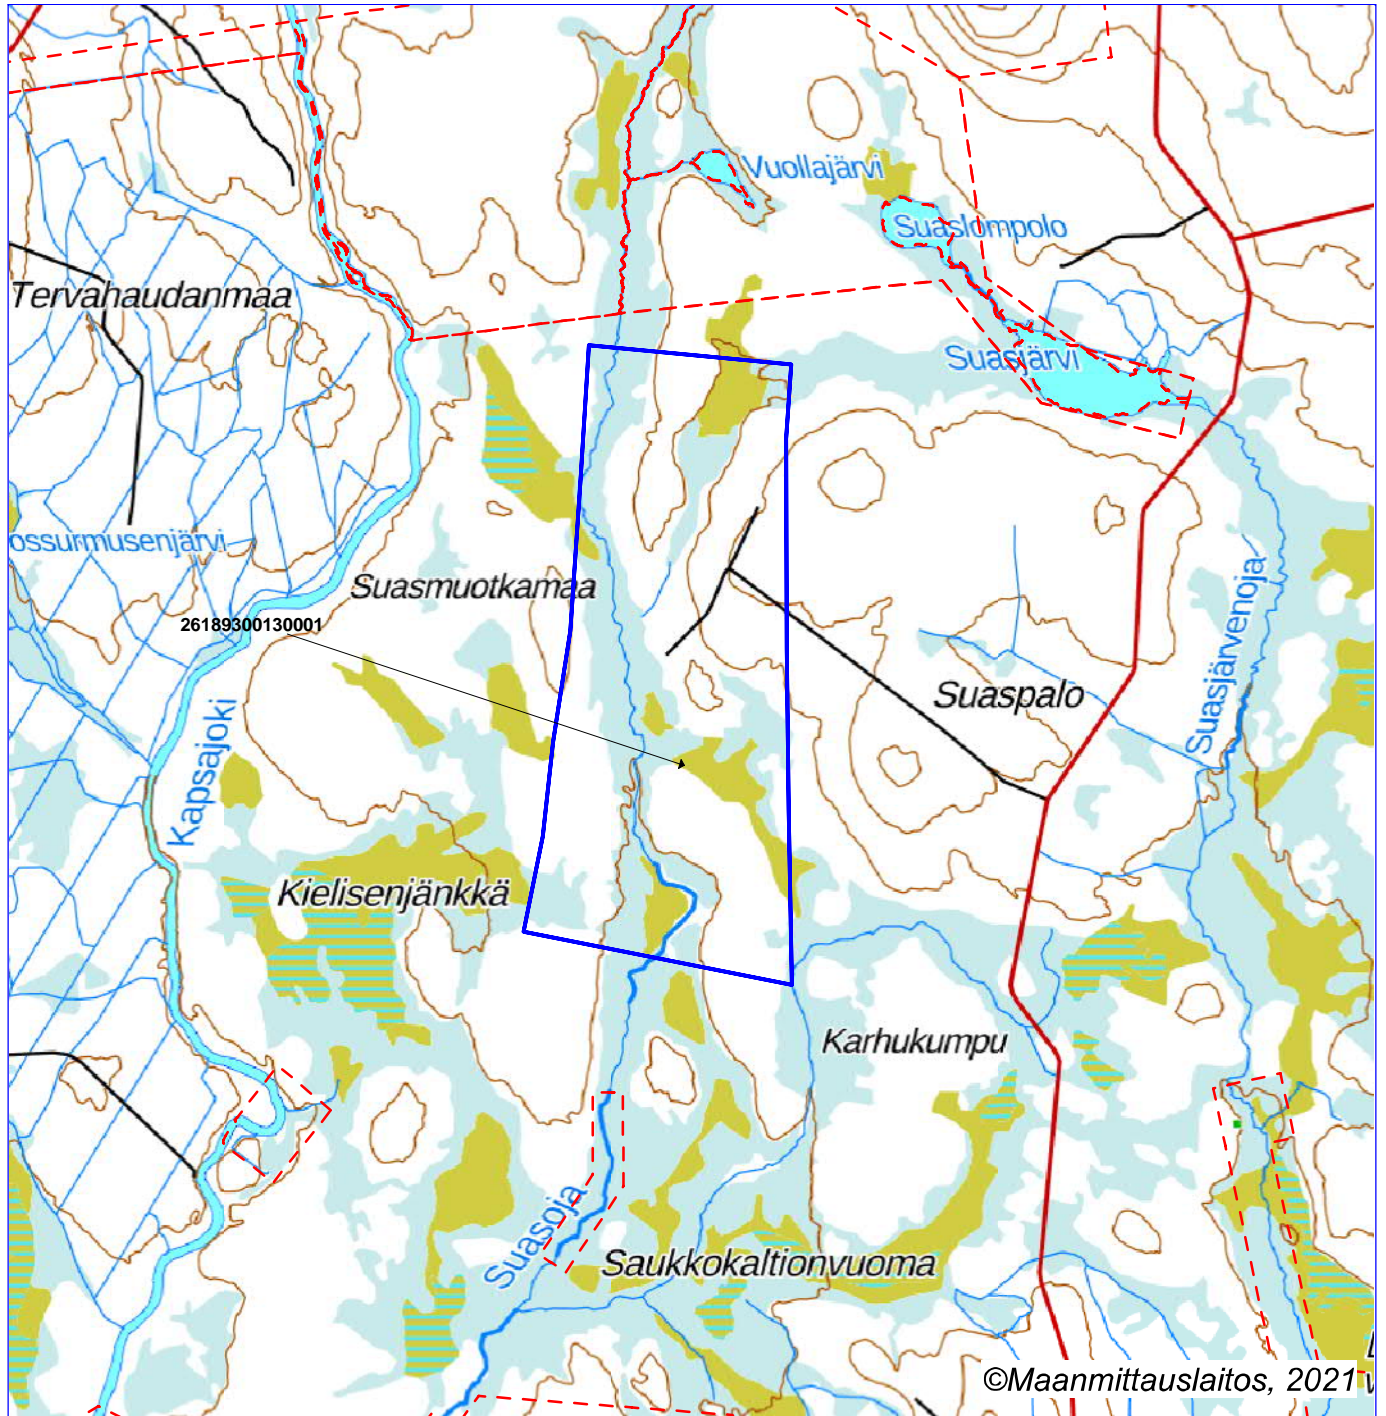 Vuollajärvi
Suaslompolo
Tervahaudanmaa
Suasjärvi
ossurmusenjärvi
Suasmuotkamaa
26189300130001
Suasjärvenoja
Suaspalo
Kapsajoki
Kielisenjänkkä
Karhukumpu
Suasoja
Saukkokaltionvuoma
©Maanmittauslaitos, 2021